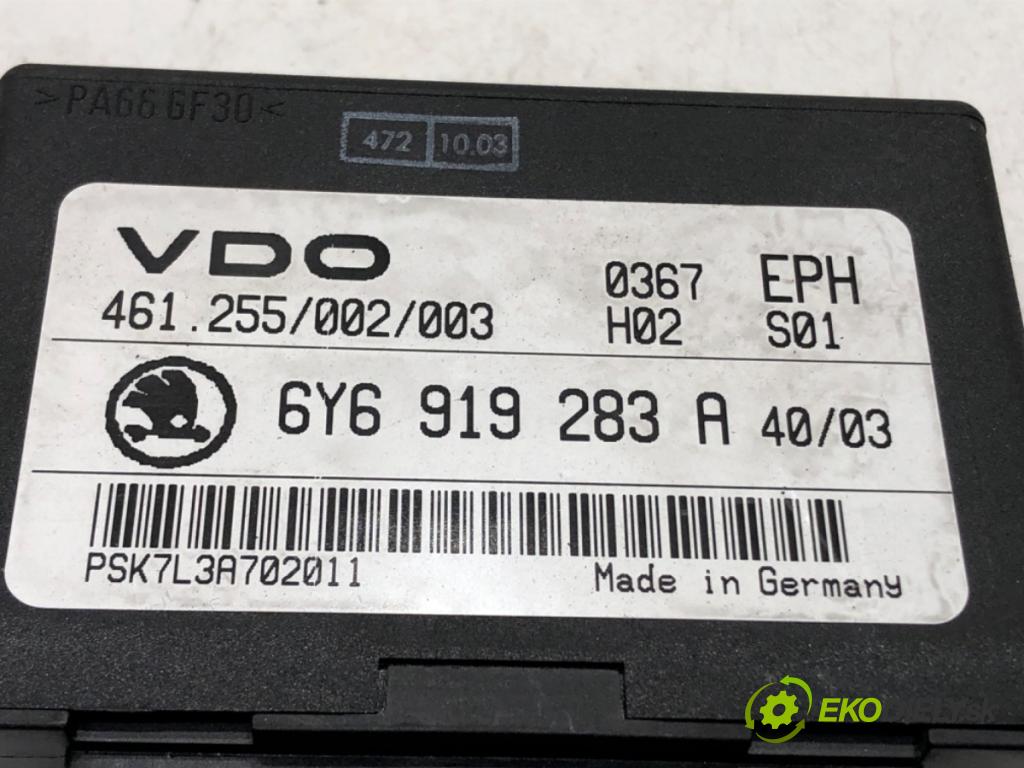 >PA66 GF30<
472 10.03
VDO 0367 EPH
461.255/002/003 H02 S01
6Y6 919 283 A 40/03
PSK7L3A702011 Made in Germany
EKO